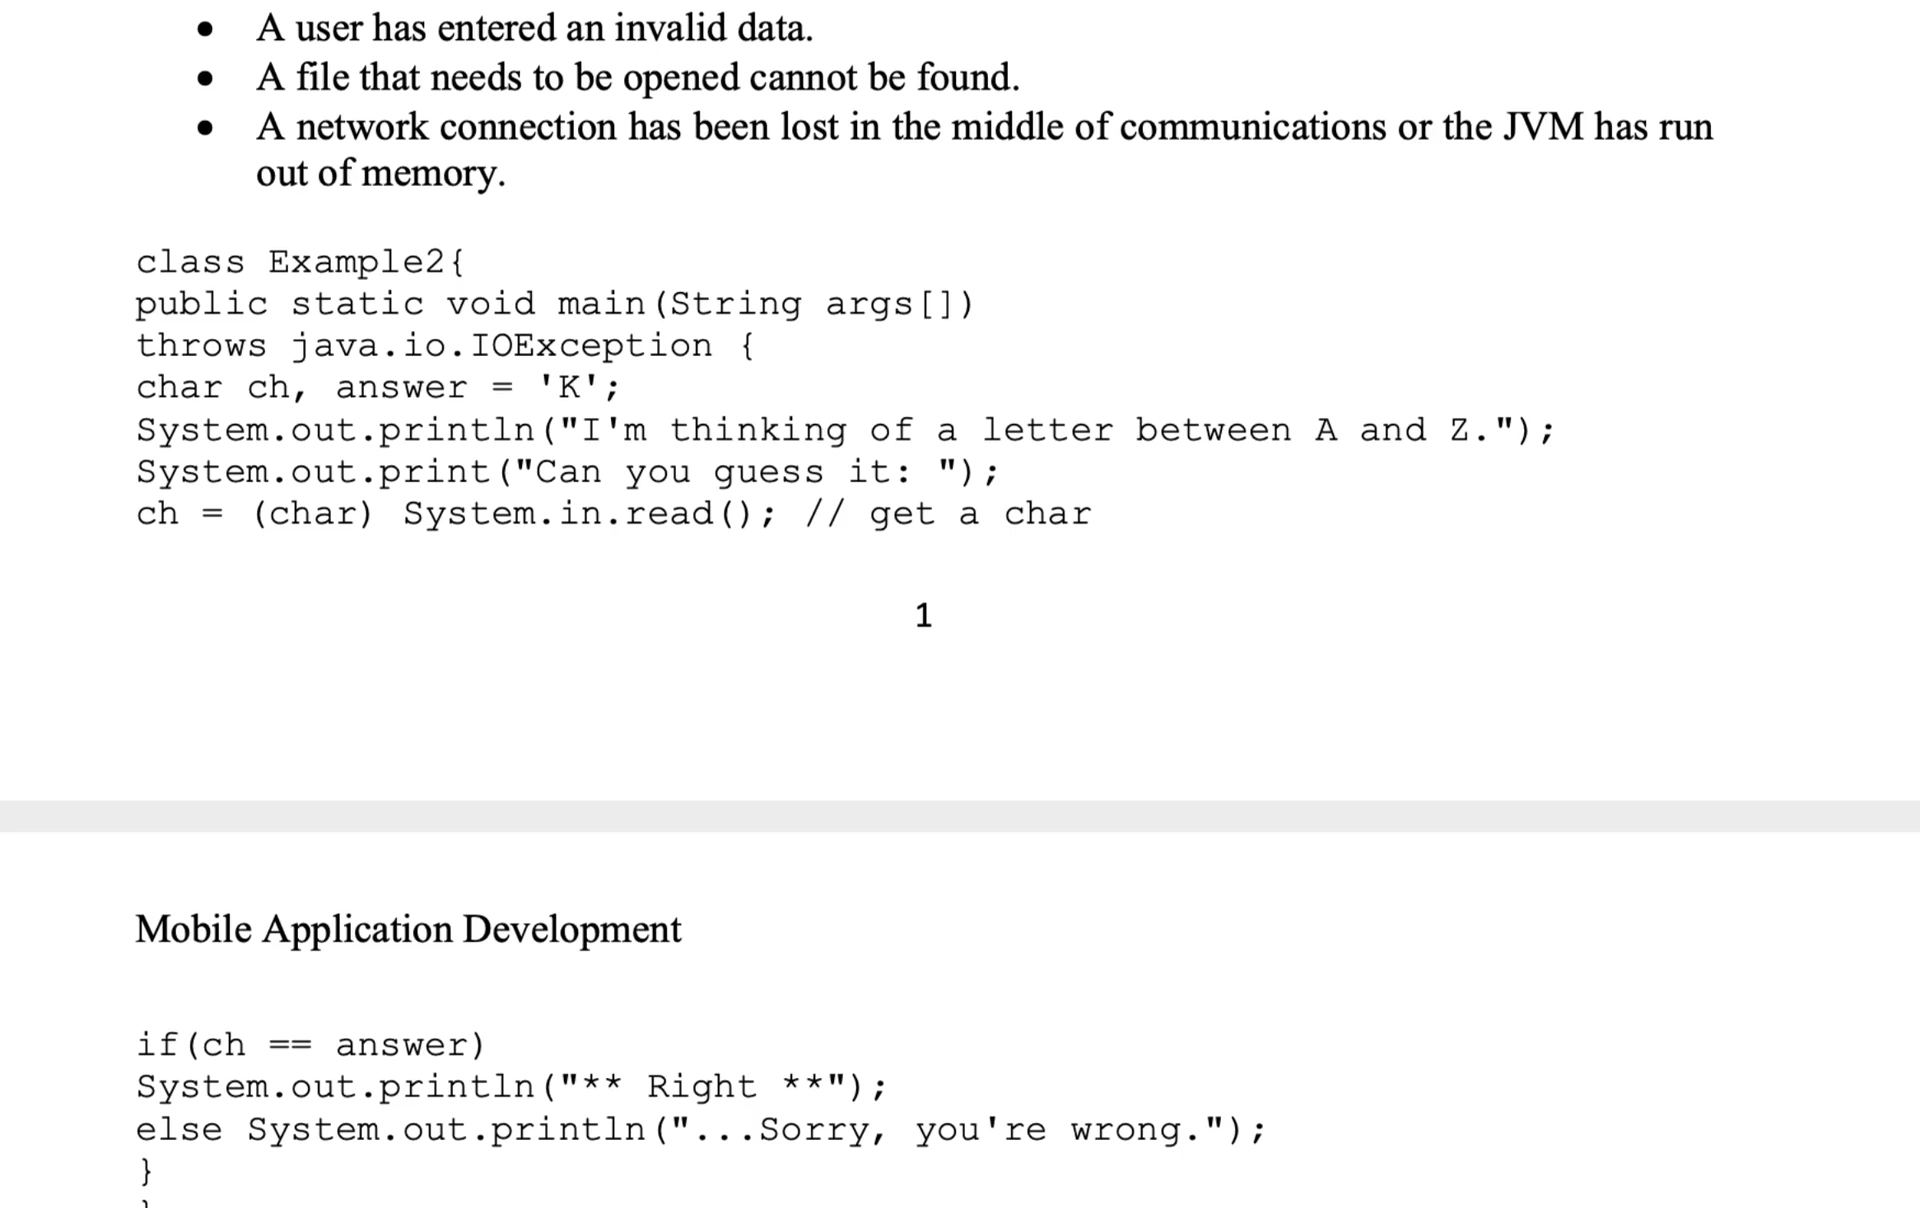 • A user has entered an invalid data.
• A file that needs to be opened cannot be found.
• A network connection has been lost in the middle of communications or the JVM has run
out of memory.
class Example2{
public static void main(String args[])
throws java.io.IOException {
char ch, answer = 'K';
System.out.println("I'm thinking of a letter between A and Z.");
System.out.print("Can you guess it: ");
ch = (char) System.in.read(); // get a char
1
Mobile Application Development
if(ch == answer)
System.out.println("** Right **");
else System.out.println("...Sorry, you're wrong.");
}